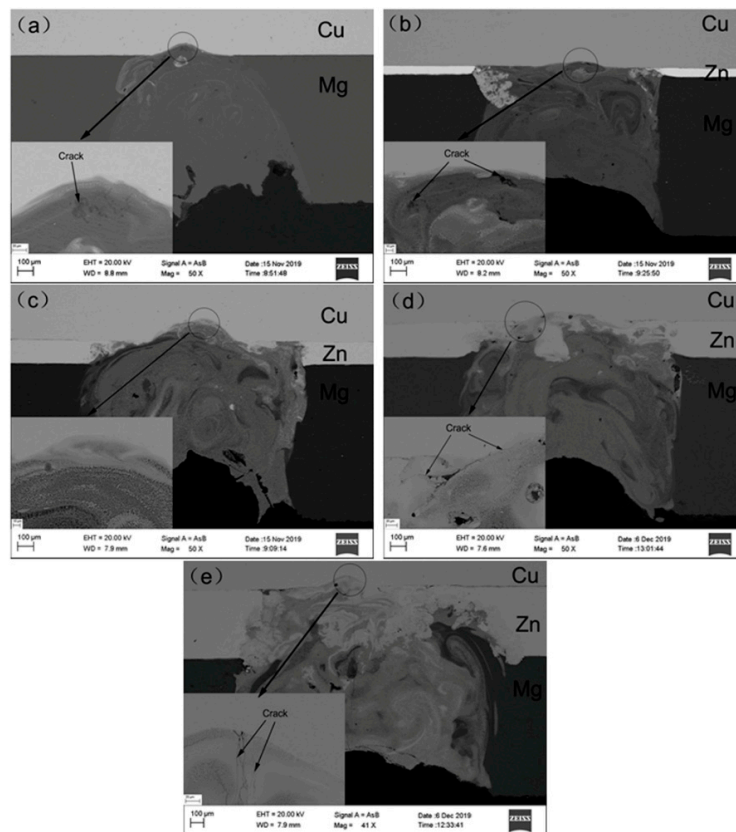 (a)
Cu
Mg
Crack
100 μm
EHT = 20.00 kV
WD = 8.8 mm
Signal A = AsB
Mag = 50 X
Date :15 Nov 2019
Time :8:51:48
ZEISS
(b)
Cu
Zn
Mg
Crack
100 μm
EHT = 20.00 kV
WD = 8.2 mm
Signal A = AsB
Mag = 50 X
Date :15 Nov 2019
Time :9:25:50
ZEISS
(c)
Cu
Zn
Mg
100 μm
EHT = 20.00 kV
WD = 7.9 mm
Signal A = AsB
Mag = 50 X
Date :15 Nov 2019
Time :9:09:14
ZEISS
(d)
Cu
Zn
Mg
Crack
100 μm
EHT = 20.00 kV
WD = 7.6 mm
Signal A = AsB
Mag = 50 X
Date :6 Dec 2019
Time :13:01:44
ZEISS
(e)
Cu
Zn
Mg
Crack
100 μm
EHT = 20.00 kV
WD = 7.9 mm
Signal A = AsB
Mag = 41 X
Date :6 Dec 2019
Time :12:33:41
ZEISS